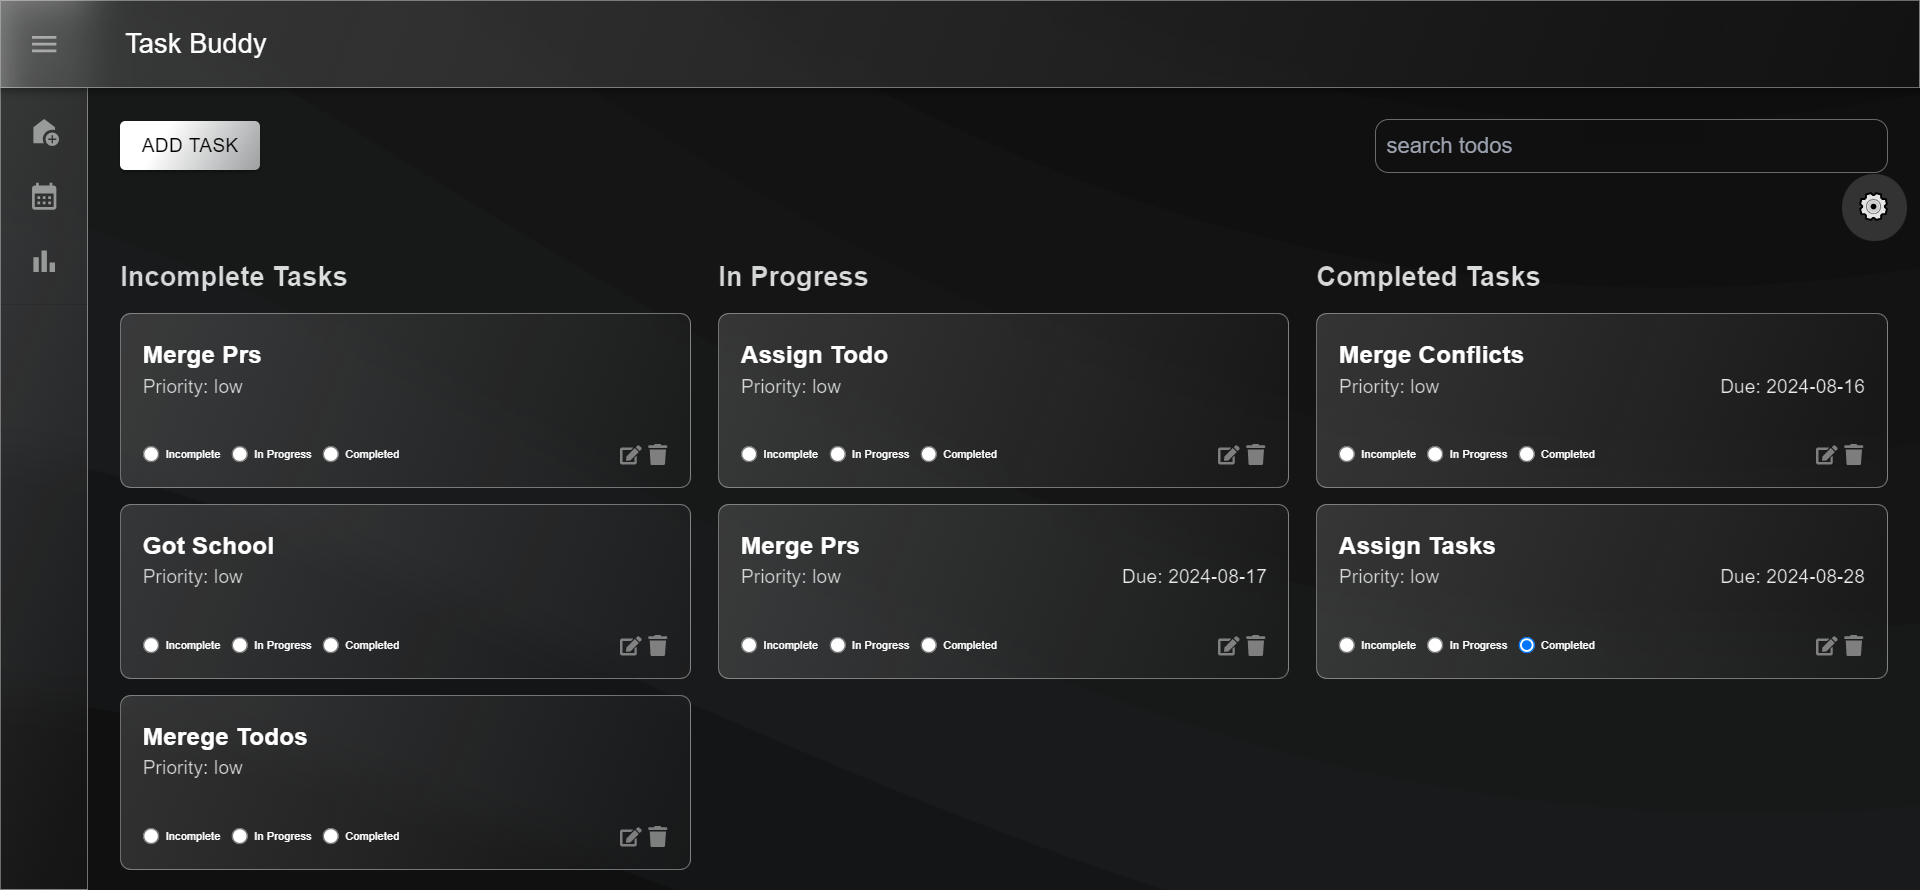 Task Buddy
ADD TASK
search todos
Incomplete Tasks
Merge Prs
Priority: low
Incomplete In Progress Completed
Got School
Priority: low
Incomplete In Progress Completed
Merege Todos
Priority: low
Incomplete In Progress Completed
In Progress
Assign Todo
Priority: low
Incomplete In Progress Completed
Merge Prs
Priority: low Due: 2024-08-17
Incomplete In Progress Completed
Completed Tasks
Merge Conflicts
Priority: low Due: 2024-08-16
Incomplete In Progress Completed
Assign Tasks
Priority: low Due: 2024-08-28
Incomplete In Progress Completed